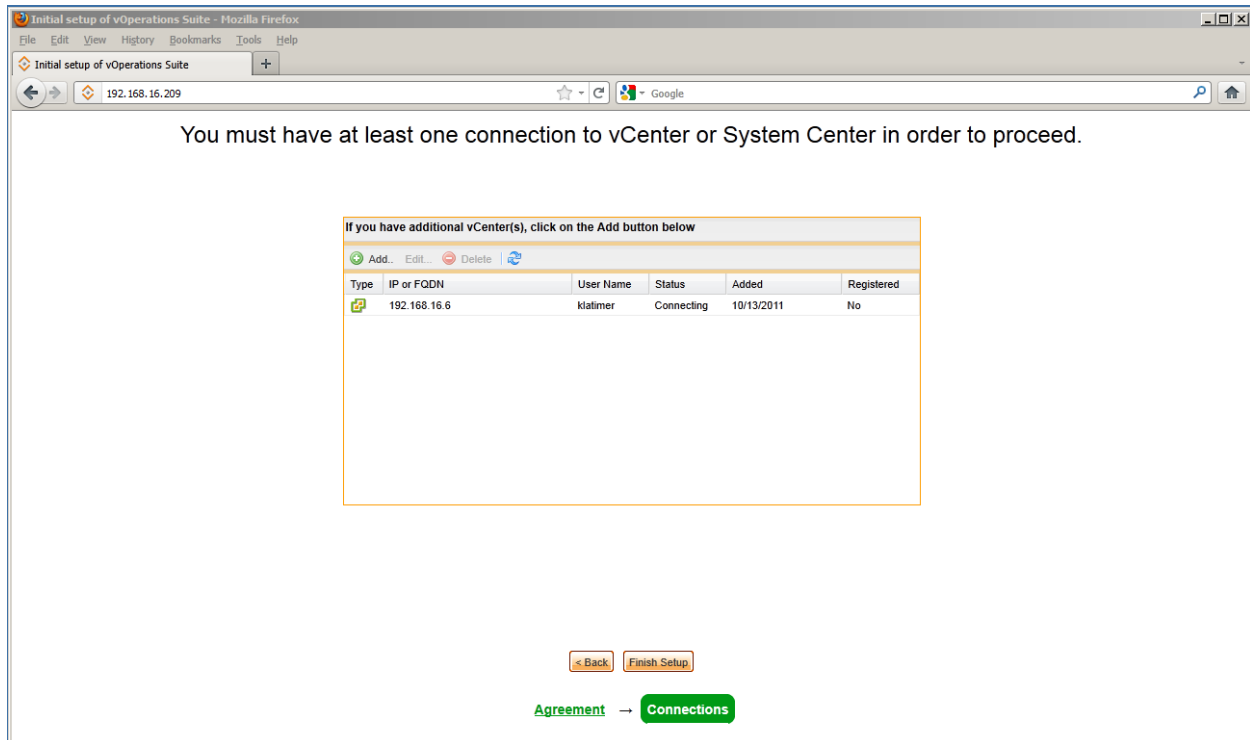 Initial setup of vOperations Suite - Mozilla Firefox
File Edit View History Bookmarks Tools Help
Initial setup of vOperations Suite +
192.168.16.209 Google
You must have at least one connection to vCenter or System Center in order to proceed.
If you have additional vCenter(s), click on the Add button below
Add.. Edit... Delete
Type IP or FQDN User Name Status Added Registered
192.168.16.6 klatimer Connecting 10/13/2011 No
< Back Finish Setup
Agreement → Connections